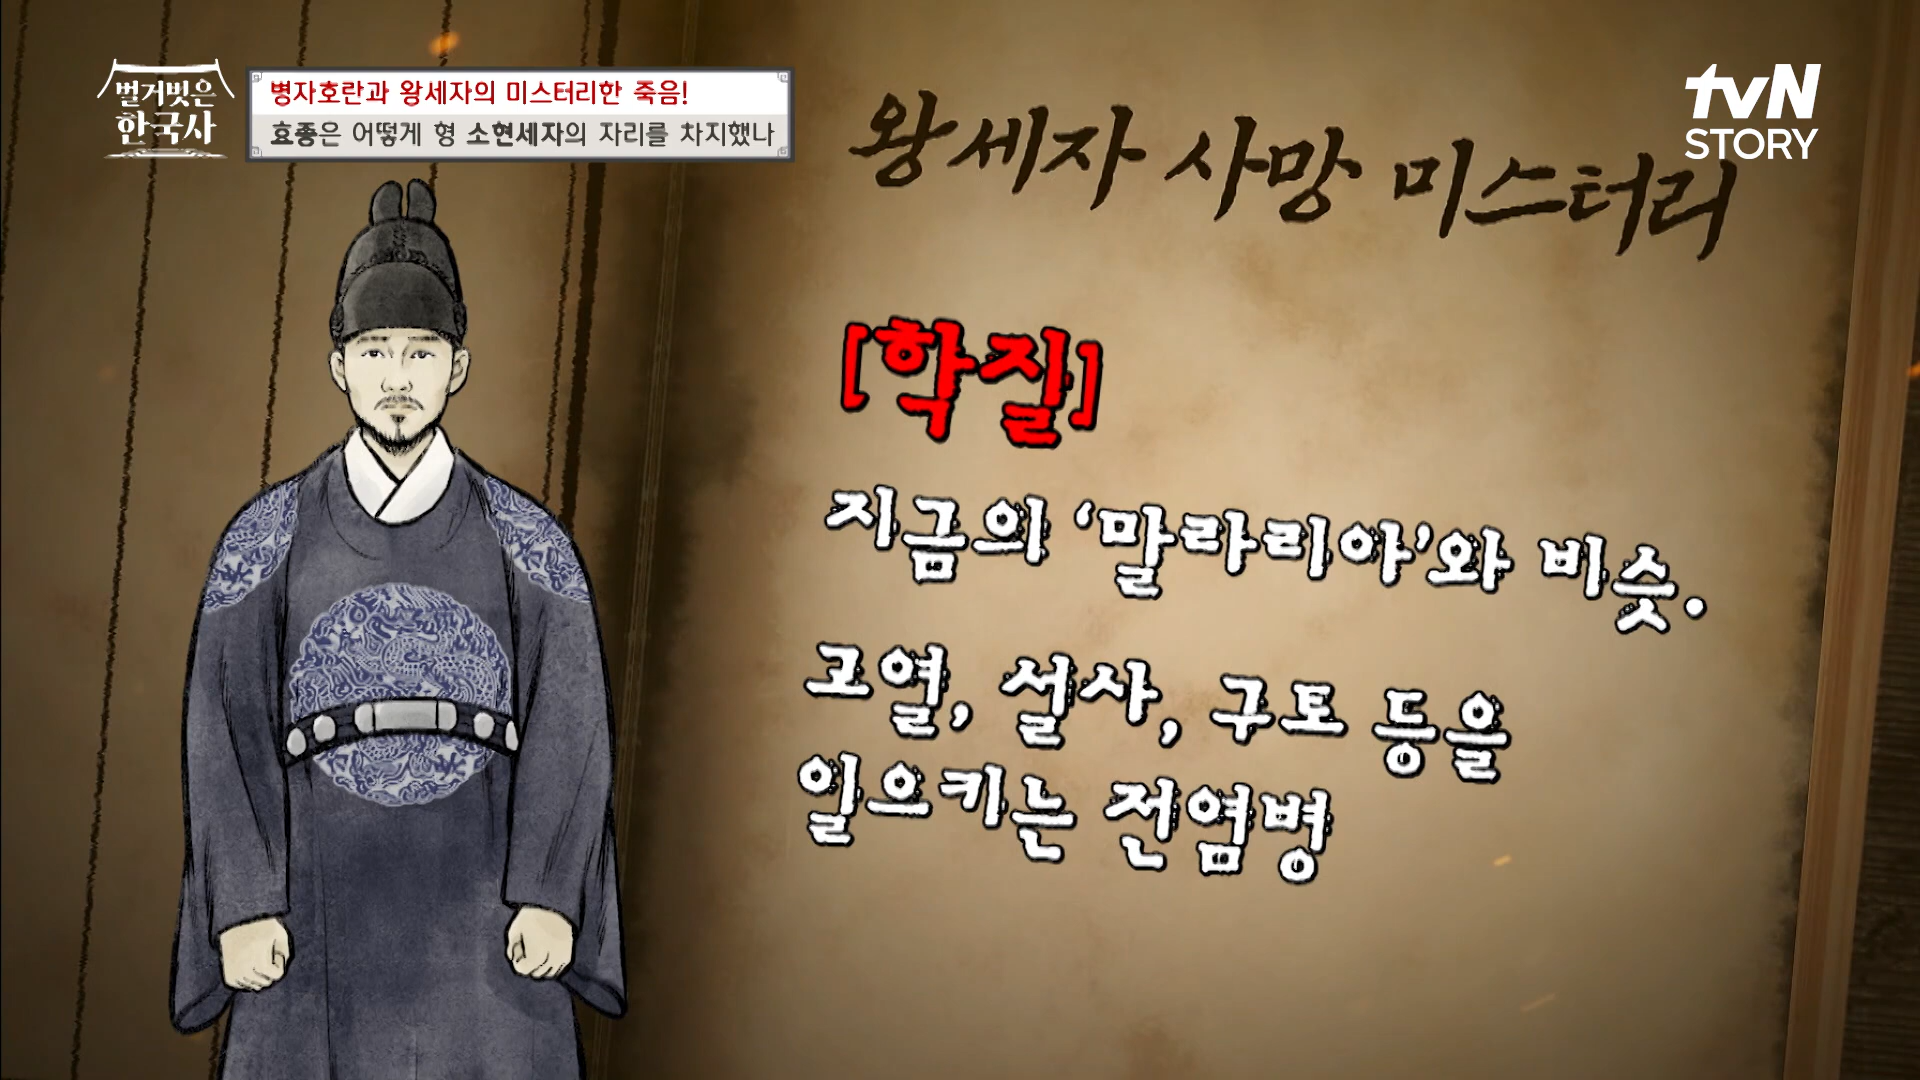 벌거벗은
한국사
병자호란과 왕세자의 미스터리한 죽음!
효종은 어떻게 형 소현세자의 자리를 차지했나
tvN
STORY
왕세자 사망 미스터리
[학질]
지금의 ‘말라리아’와 비슷.
고열, 설사, 구토 등을
일으키는 전염병